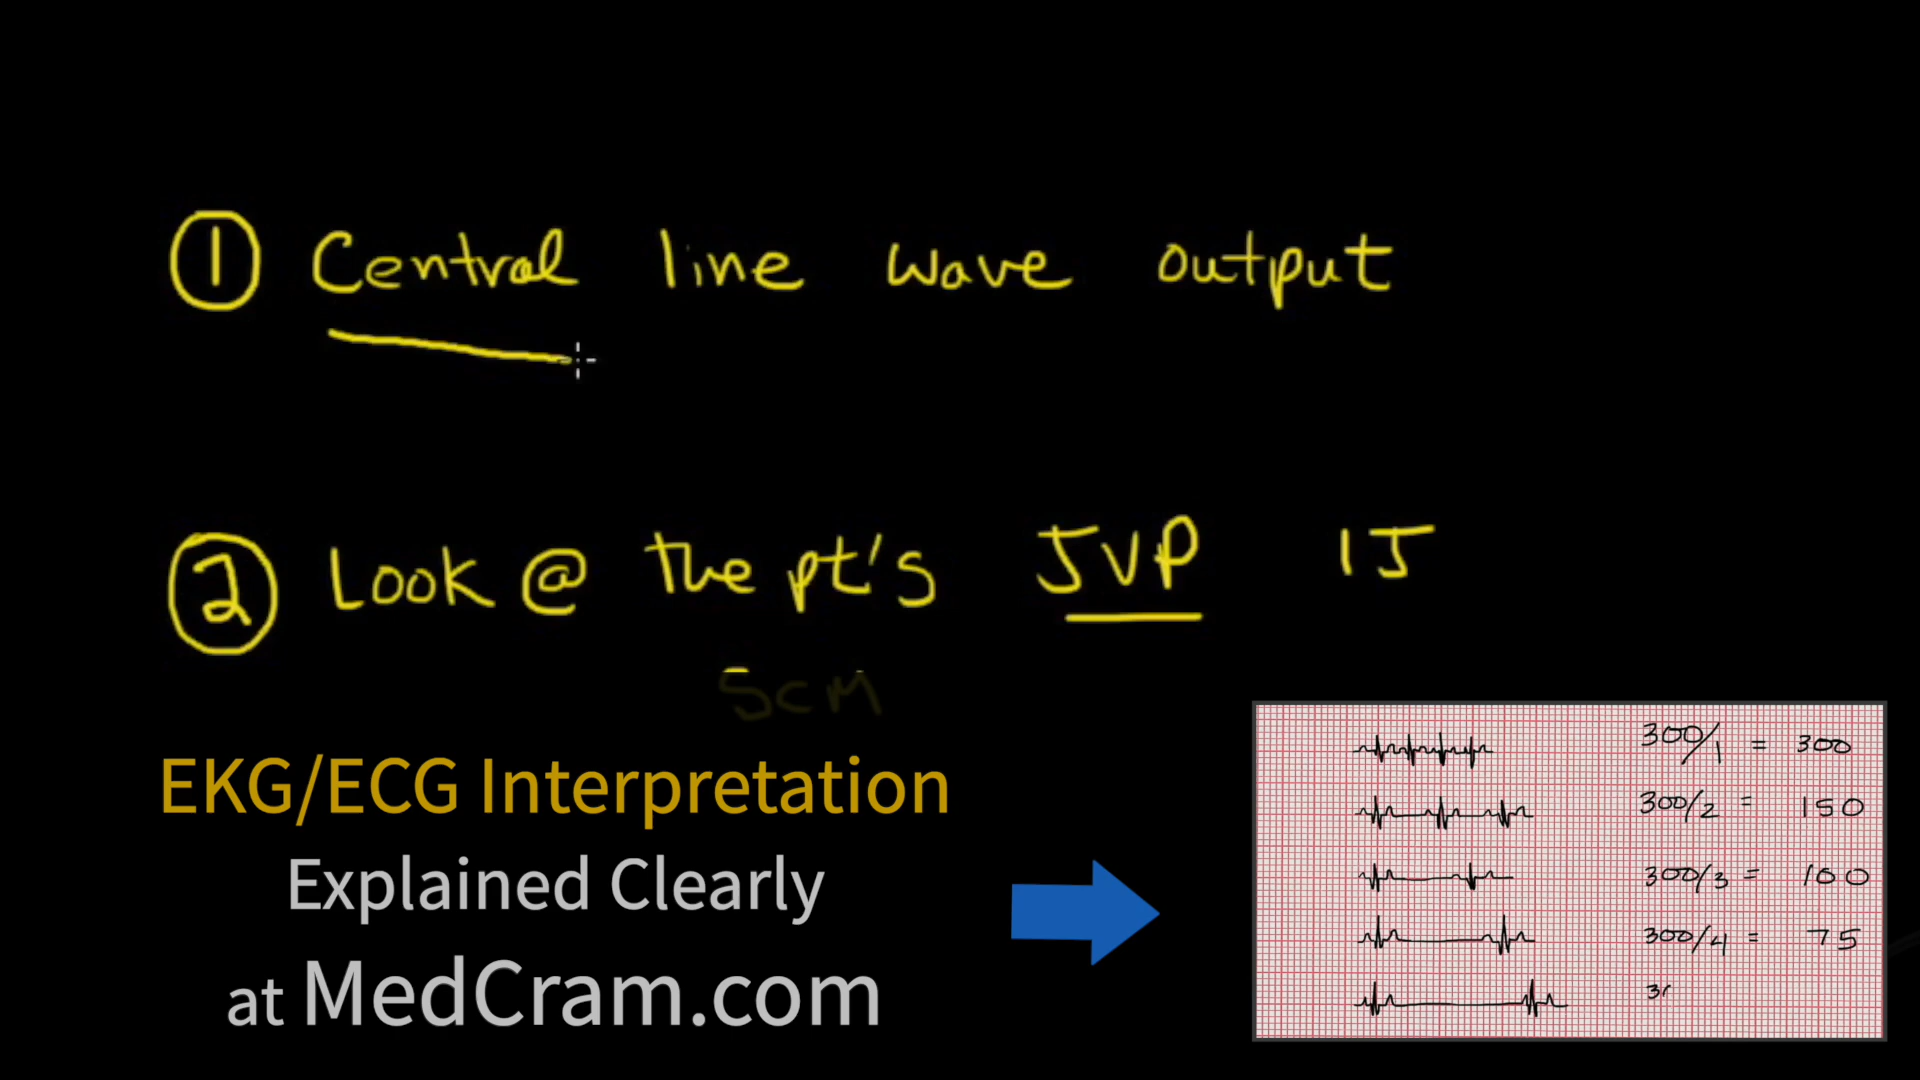 ① Central line wave output
② Look @ the pt's JVP IJ
SCM
EKG/ECG Interpretation
Explained Clearly
at MedCram.com
300/1 = 300
300/2 = 150
300/3 = 100
300/4 = 75